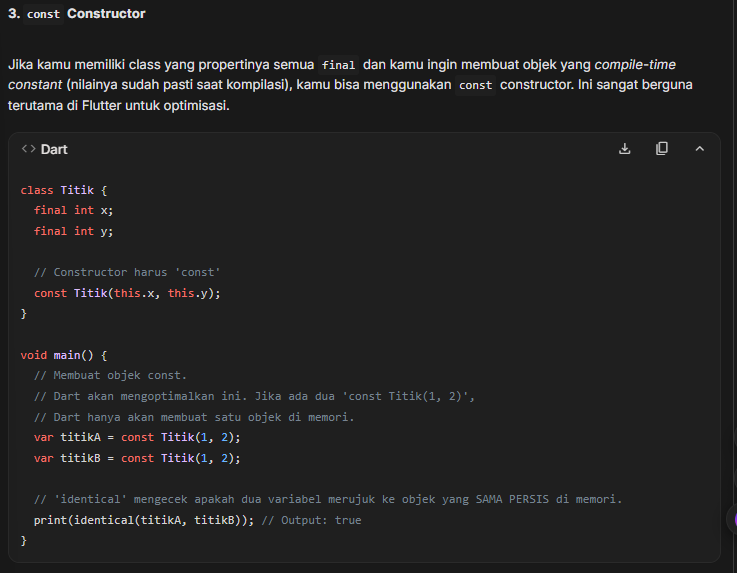 3. const Constructor
Jika kamu memiliki class yang propertinya semua final dan kamu ingin membuat objek yang compile-time
constant (nilainya sudah pasti saat kompilasi), kamu bisa menggunakan const constructor. Ini sangat berguna
terutama di Flutter untuk optimisasi.
<> Dart
class Titik {
  final int x;
  final int y;

  // Constructor harus 'const'
  const Titik(this.x, this.y);
}

void main() {
  // Membuat objek const.
  // Dart akan mengoptimalkan ini. Jika ada dua 'const Titik(1, 2)',
  // Dart hanya akan membuat satu objek di memori.
  var titikA = const Titik(1, 2);
  var titikB = const Titik(1, 2);

  // 'identical' mengecek apakah dua variabel merujuk ke objek yang SAMA PERSIS di memori.
  print(identical(titikA, titikB)); // Output: true
}